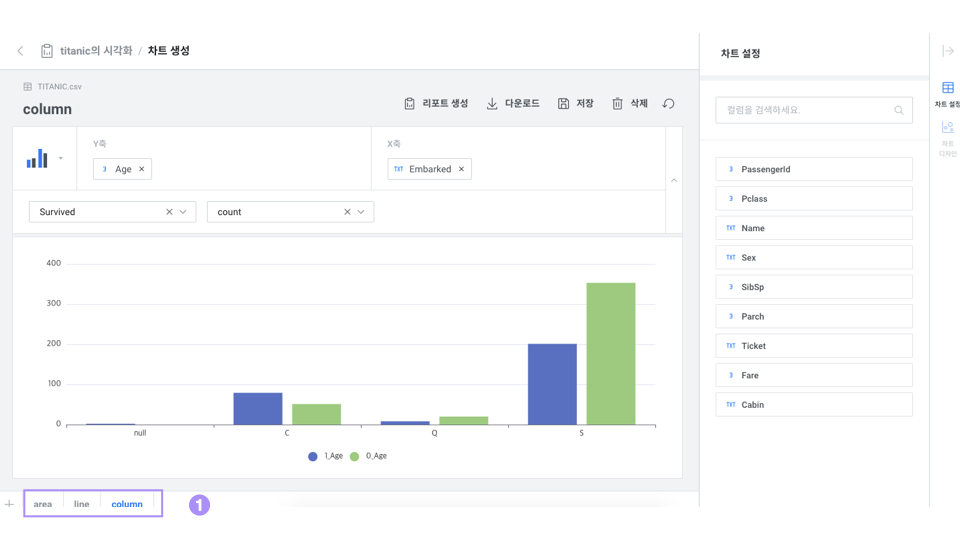 titanic의 시각화 / 차트 생성
TITANIC.csv
column
리포트 생성 다운로드 저장 삭제
Y축
3 Age ×
X축
TXT Embarked ×
Survived ×
count ×
400
300
200
100
0
null C Q S
1_Age 0_Age
+ area line column
1
차트 설정
컬럼을 검색하세요.
3 PassengerId
3 Pclass
TXT Name
TXT Sex
3 SibSp
3 Parch
TXT Ticket
3 Fare
TXT Cabin
차트 설정
차트
디자인